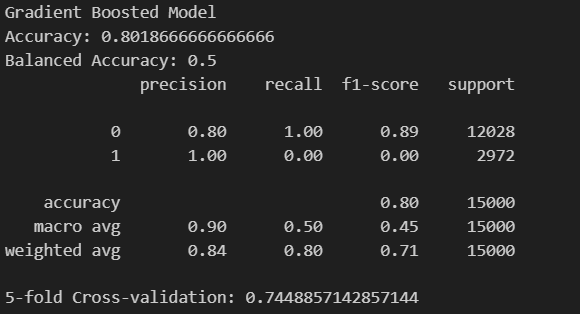 Gradient Boosted Model
Accuracy: 0.8018666666666666
Balanced Accuracy: 0.5
precision recall f1-score support
0 0.80 1.00 0.89 12028
1 1.00 0.00 0.00 2972
accuracy 0.80 15000
macro avg 0.90 0.50 0.45 15000
weighted avg 0.84 0.80 0.71 15000
5-fold Cross-validation: 0.7448857142857144